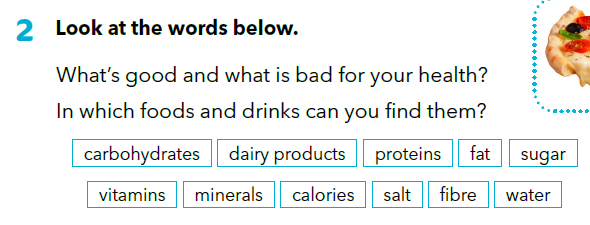 2 Look at the words below.
What's good and what is bad for your health?
In which foods and drinks can you find them?
carbohydrates dairy products proteins fat sugar
vitamins minerals calories salt fibre water